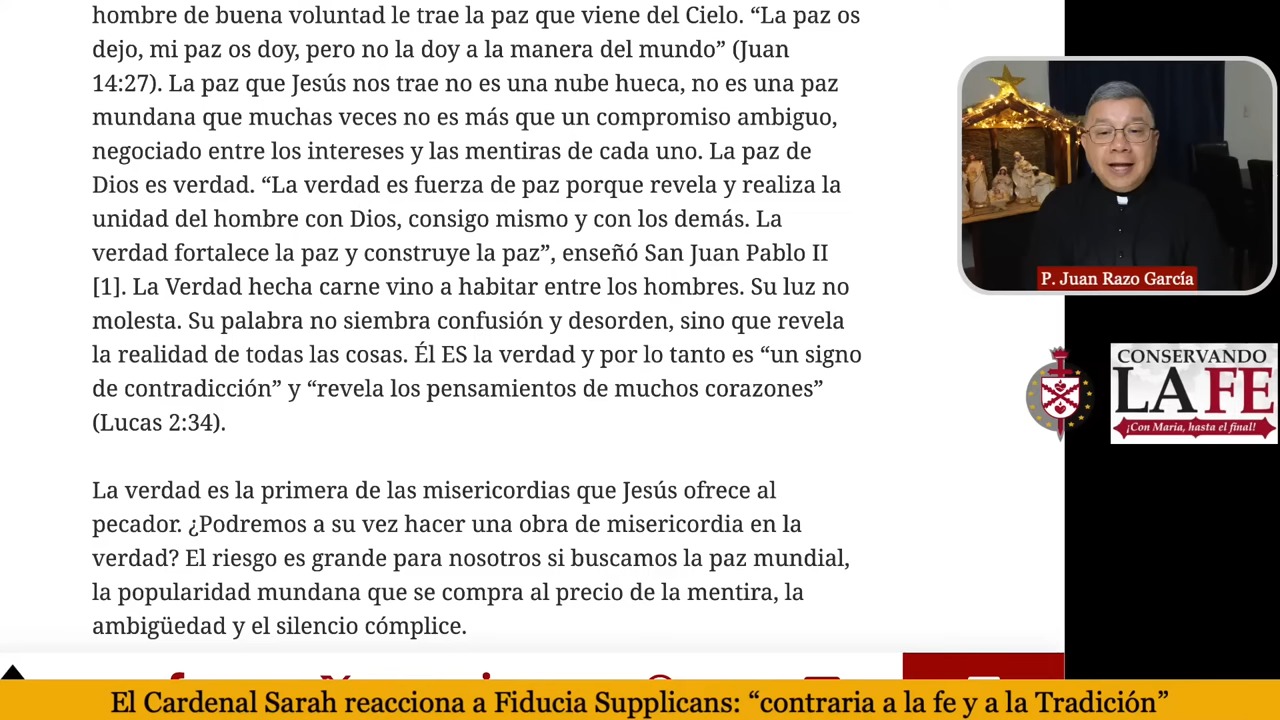 hombre de buena voluntad le trae la paz que viene del Cielo. “La paz os
dejo, mi paz os doy, pero no la doy a la manera del mundo” (Juan
14:27). La paz que Jesús nos trae no es una nube hueca, no es una paz
mundana que muchas veces no es más que un compromiso ambiguo,
negociado entre los intereses y las mentiras de cada uno. La paz de
Dios es verdad. “La verdad es fuerza de paz porque revela y realiza la
unidad del hombre con Dios, consigo mismo y con los demás. La
verdad fortalece la paz y construye la paz”, enseñó San Juan Pablo II
[1]. La Verdad hecha carne vino a habitar entre los hombres. Su luz no
molesta. Su palabra no siembra confusión y desorden, sino que revela
la realidad de todas las cosas. Él ES la verdad y por lo tanto es “un signo
de contradicción” y “revela los pensamientos de muchos corazones”
(Lucas 2:34).
La verdad es la primera de las misericordias que Jesús ofrece al
pecador. ¿Podremos a su vez hacer una obra de misericordia en la
verdad? El riesgo es grande para nosotros si buscamos la paz mundial,
la popularidad mundana que se compra al precio de la mentira, la
ambigüedad y el silencio cómplice.
P. Juan Razo García
CONSERVANDO
LA FE
¡Con Maria, hasta el final!
El Cardenal Sarah reacciona a Fiducia Supplicans: “contraria a la fe y a la Tradición”